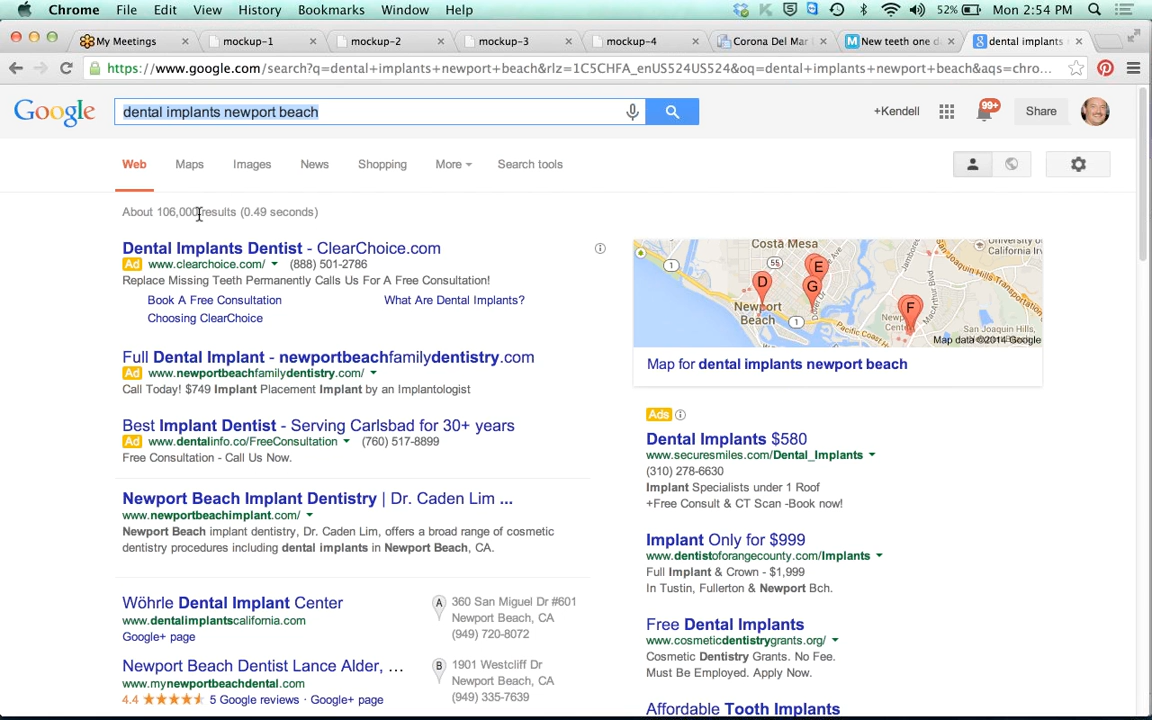 Chrome File Edit View History Bookmarks Window Help 52% Mon 2:54 PM
My Meetings mockup-1 mockup-2 mockup-3 mockup-4 Corona Del Mar New teeth one d dental implants
https://www.google.com/search?q=dental+implants+newport+beach&rlz=1C5CHFA_enUS524US524&oq=dental+implants+newport+beach&aqs=chro...
Google dental implants newport beach +Kendell 99+ Share
Web Maps Images News Shopping More Search tools
About 106,000 results (0.49 seconds)
Dental Implants Dentist - ClearChoice.com
Ad www.clearchoice.com/ (888) 501-2786
Replace Missing Teeth Permanently Calls Us For A Free Consultation!
Book A Free Consultation What Are Dental Implants?
Choosing ClearChoice
Full Dental Implant - newportbeachfamilydentistry.com
Ad www.newportbeachfamilydentistry.com/
Call Today! $749 Implant Placement Implant by an Implantologist
Best Implant Dentist - Serving Carlsbad for 30+ years
Ad www.dentalinfo.co/FreeConsultation (760) 517-8899
Free Consultation - Call Us Now.
Newport Beach Implant Dentistry | Dr. Caden Lim ...
www.newportbeachimplant.com/
Newport Beach implant dentistry, Dr. Caden Lim, offers a broad range of cosmetic
dentistry procedures including dental implants in Newport Beach, CA.
Wöhrle Dental Implant Center
www.dentalimplantscalifornia.com
Google+ page
A 360 San Miguel Dr #601
Newport Beach, CA
(949) 720-8072
Newport Beach Dentist Lance Alder, ...
www.mynewportbeachdental.com
4.4 5 Google reviews · Google+ page
B 1901 Westcliff Dr
Newport Beach, CA
(949) 335-7639
Costa Mesa
University of
California Irvine
1 55 D E G F
Newport
Beach
1
MacArthur
San Joaquin Hills
Pacific Coast
San Joaquin
Map data ©2014 Google
Map for dental implants newport beach
Ads
Dental Implants $580
www.securesmiles.com/Dental_Implants
(310) 278-6630
Implant Specialists under 1 Roof
+Free Consult & CT Scan -Book now!
Implant Only for $999
www.dentistoforangecounty.com/Implants
Full Implant & Crown - $1,999
In Tustin, Fullerton & Newport Bch.
Free Dental Implants
www.cosmeticdentistrygrants.org/
Cosmetic Dentistry Grants. No Fee.
Must Be Employed. Apply Now.
Affordable Tooth Implants